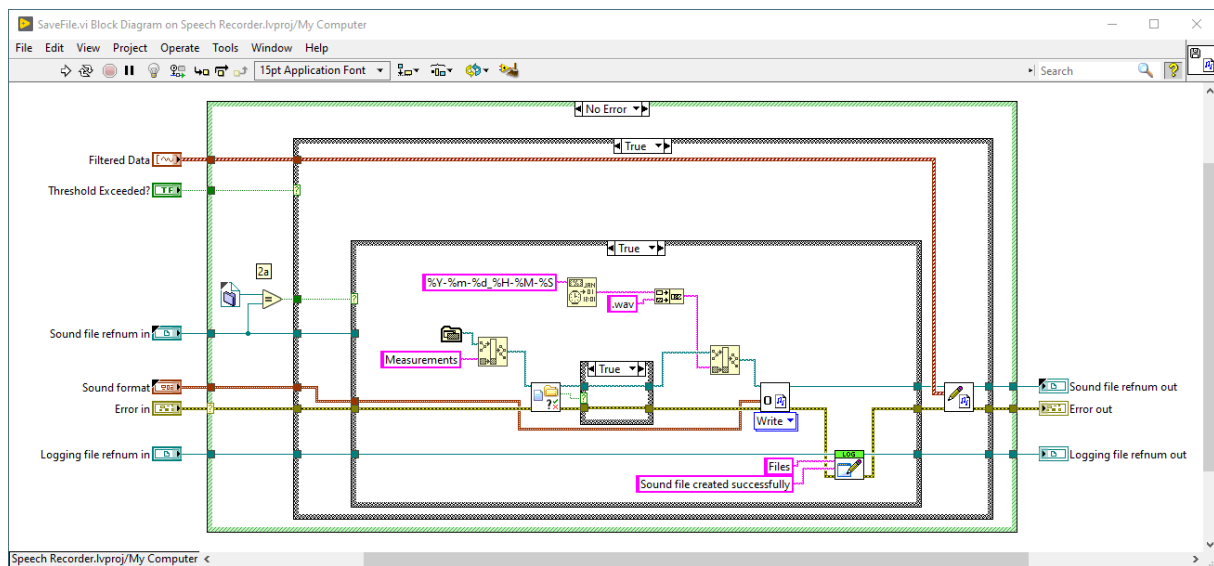 SaveFile.vi Block Diagram on Speech Recorder.lvproj/My Computer
File Edit View Project Operate Tools Window Help
15pt Application Font
Search
No Error
True
Filtered Data
Threshold Exceeded?
TF
True
%Y-%m-%d_%H-%M-%S
2a
.wav
Sound file refnum in
Measurements
True
Sound format
Sound file refnum out
Error in
Error out
Write
Logging file refnum in
LOG
Logging file refnum out
Files
Sound file created successfully
Speech Recorder.lvproj/My Computer